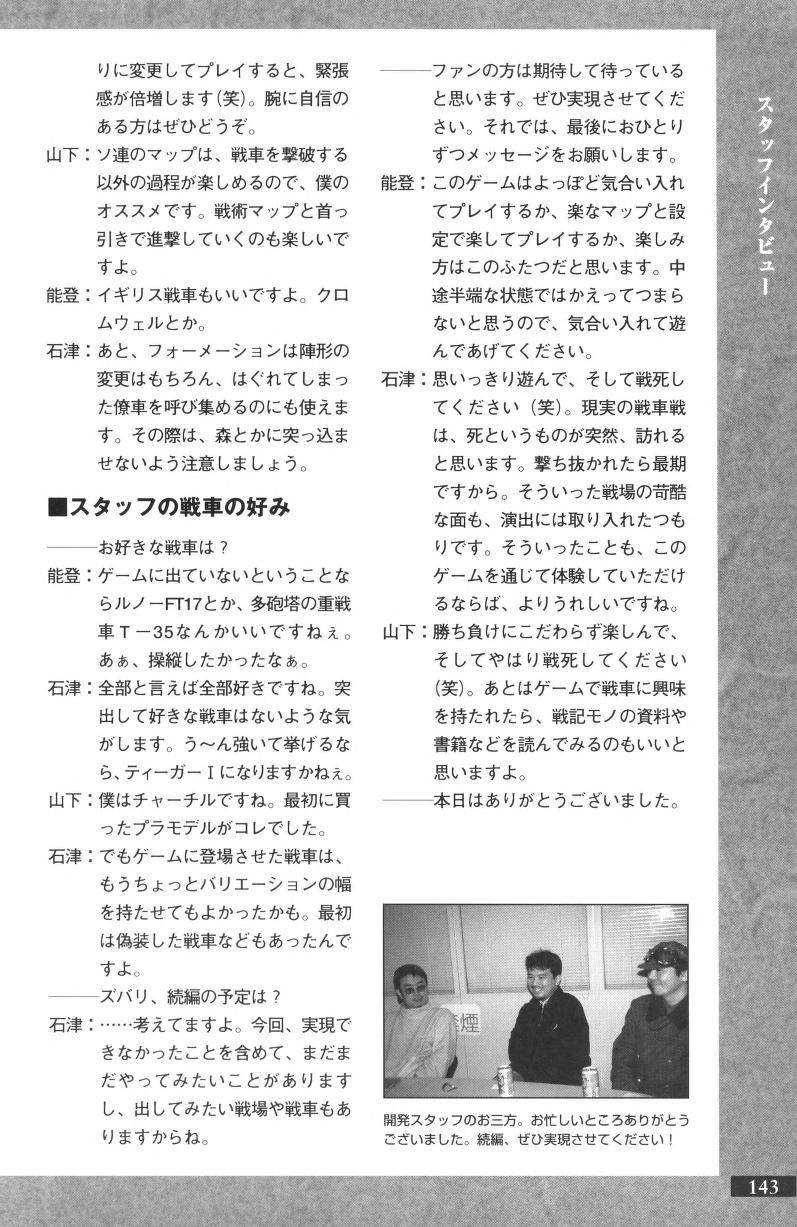 スタッフインタビュー
りに変更してプレイすると、緊張
感が倍増します(笑)。腕に自信の
ある方はぜひどうぞ。
山下：ソ連のマップは、戦車を撃破する
以外の過程が楽しめるので、僕の
オススメです。戦術マップと首っ
引きで進撃していくのも楽しいで
すよ。
能登：イギリス戦車もいいですよ。クロ
ムウェルとか。
石津：あと、フォーメーションは陣形の
変更はもちろん、はぐれてしまっ
た僚車を呼び集めるのにも使えま
す。その際は、森とかに突っ込ま
せないよう注意しましょう。
■スタッフの戦車の好み
———お好きな戦車は？
能登：ゲームに出ていないということな
らルノーFT17とか、多砲塔の重戦
車Ｔ－35なんかいいですねぇ。
あぁ、操縦したかったなぁ。
石津：全部と言えば全部好きですね。突
出して好きな戦車はないような気
がします。う〜ん強いて挙げるな
ら、ティーガーⅠになりますかねぇ。
山下：僕はチャーチルですね。最初に買
ったプラモデルがコレでした。
石津：でもゲームに登場させた戦車は、
もうちょっとバリエーションの幅
を持たせてもよかったかも。最初
は偽装した戦車などもあったんで
すよ。
———ズバリ、続編の予定は？
石津：……考えてますよ。今回、実現で
きなかったことを含めて、まだま
だやってみたいことがあります
し、出してみたい戦場や戦車もあ
りますからね。
———ファンの方は期待して待っている
と思います。ぜひ実現させてくだ
さい。それでは、最後におひとり
ずつメッセージをお願いします。
能登：このゲームはよっぽど気合い入れ
てプレイするか、楽なマップと設
定で楽してプレイするか、楽しみ
方はこのふたつだと思います。中
途半端な状態ではかえってつまら
ないと思うので、気合い入れて遊
んであげてください。
石津：思いっきり遊んで、そして戦死し
てください（笑）。現実の戦車戦
は、死というものが突然、訪れる
と思います。撃ち抜かれたら最期
ですから。そういった戦場の苛酷
な面も、演出には取り入れたつも
りです。そういったことも、この
ゲームを通じて体験していただけ
るならば、よりうれしいですね。
山下：勝ち負けにこだわらず楽しんで、
そしてやはり戦死してください
(笑)。あとはゲームで戦車に興味
を持たれたら、戦記モノの資料や
書籍などを読んでみるのもいいと
思いますよ。
———本日はありがとうございました。
煙
開発スタッフのお三方。お忙しいところありがとう
ございました。続編、ぜひ実現させてください！
143